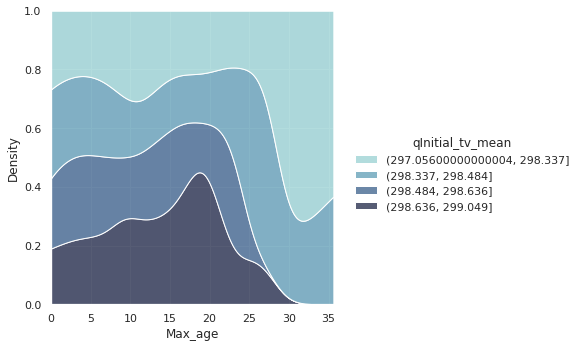 1.0
0.8
0.6
0.4
0.2
0.0
Density
0 5 10 15 20 25 30 35
Max_age
qInitial_tv_mean
(297.05600000000004, 298.337]
(298.337, 298.484]
(298.484, 298.636]
(298.636, 299.049]